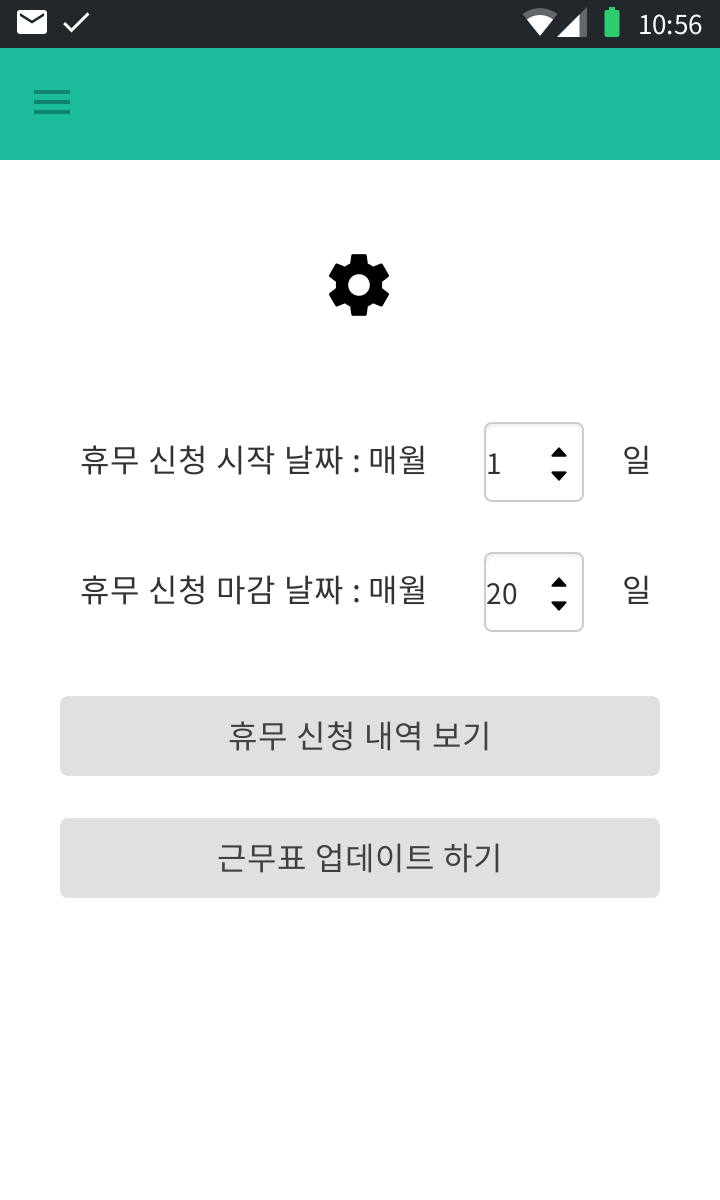 10:56
휴무 신청 시작 날짜 : 매월 1 일
휴무 신청 마감 날짜 : 매월 20 일
휴무 신청 내역 보기
근무표 업데이트 하기